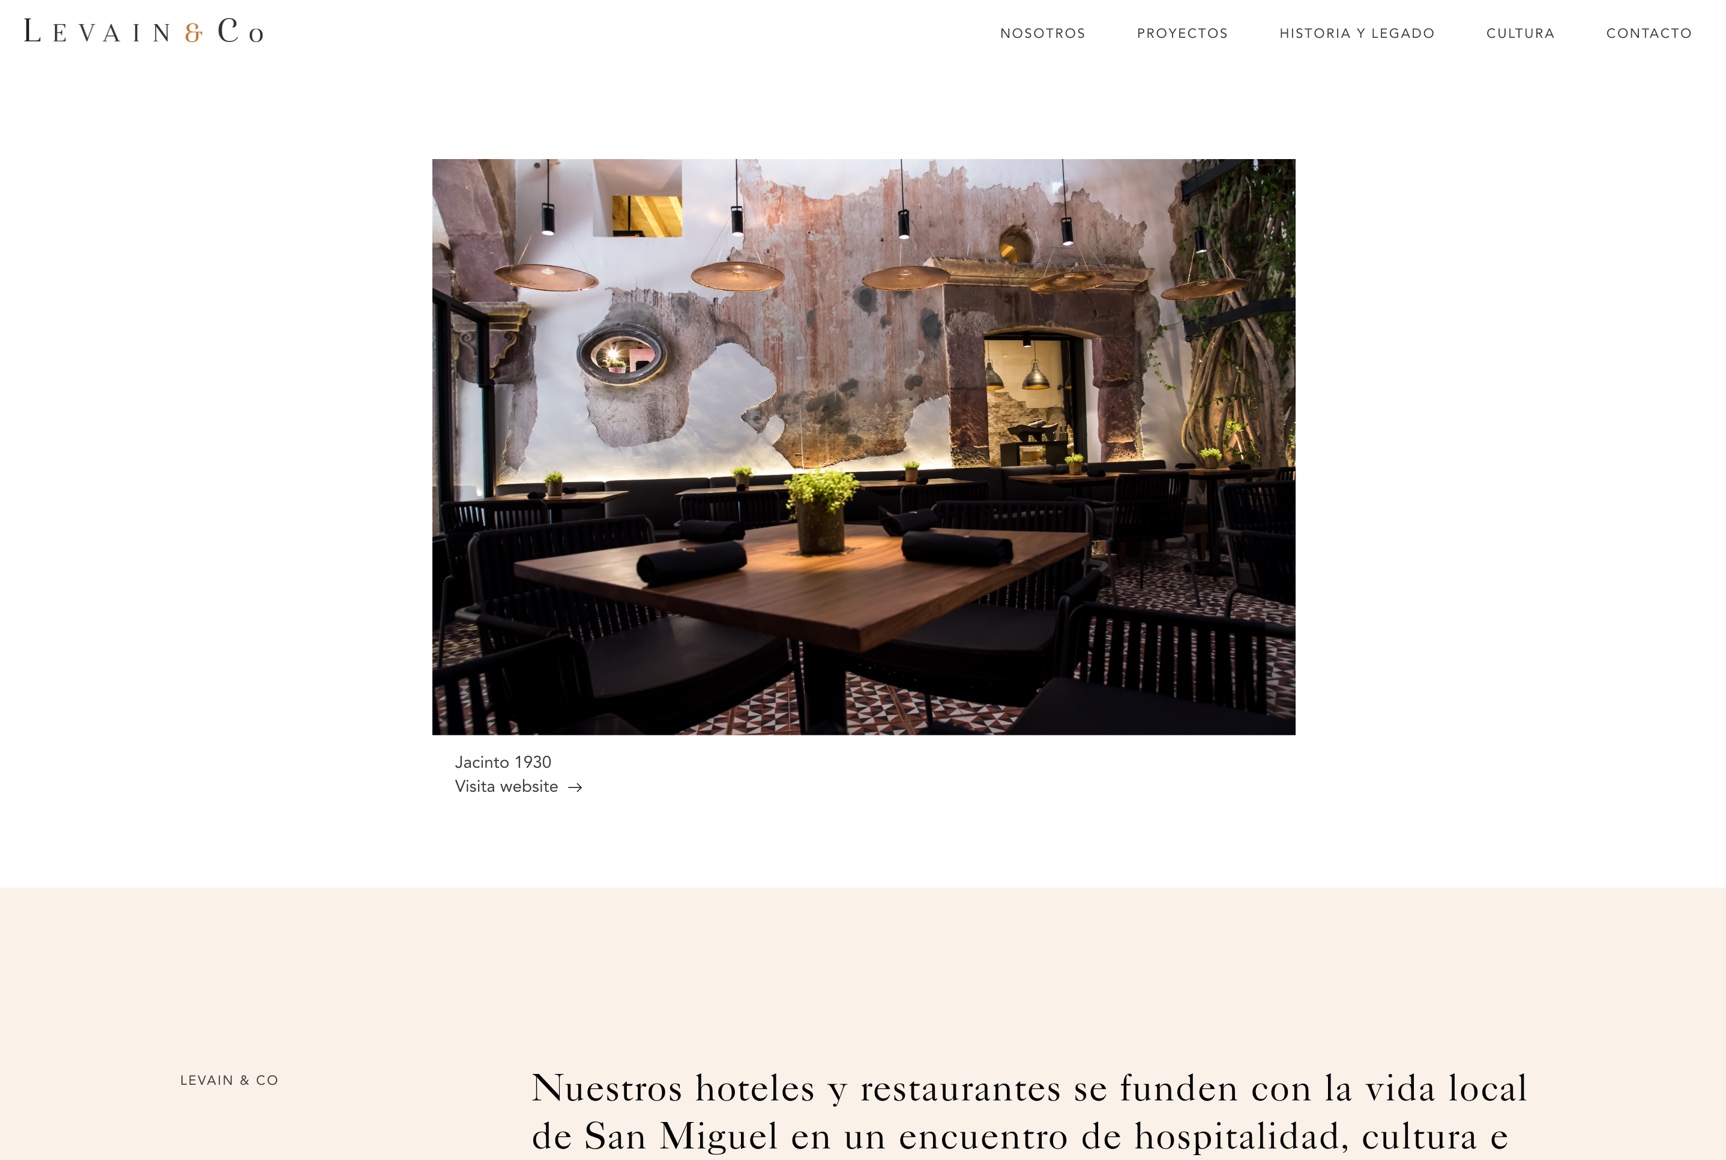 LEVAIN & Co
NOSOTROS PROYECTOS HISTORIA Y LEGADO CULTURA CONTACTO
Jacinto 1930
Visita website →
LEVAIN & CO
Nuestros hoteles y restaurantes se funden con la vida local
de San Miguel en un encuentro de hospitalidad, cultura e